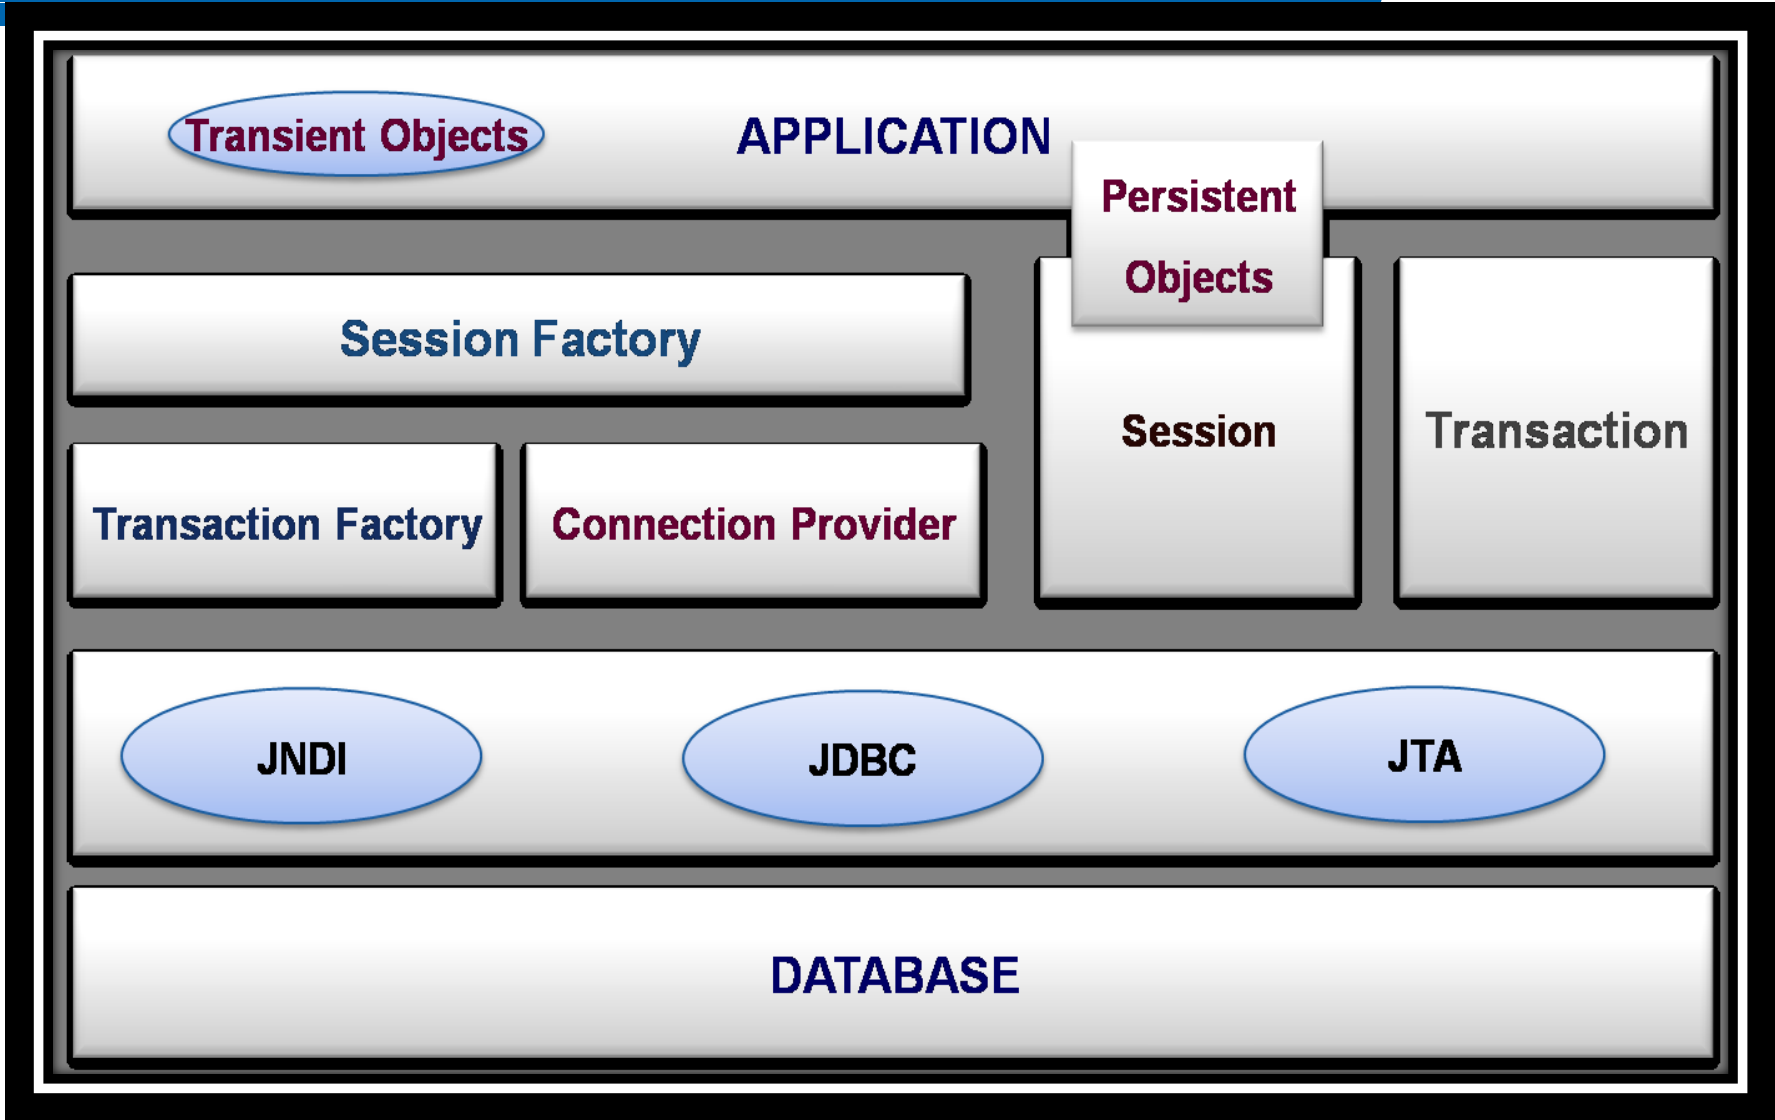 Transient Objects
APPLICATION
Persistent
Objects
Session Factory
Session
Transaction
Transaction Factory
Connection Provider
JNDI
JDBC
JTA
DATABASE